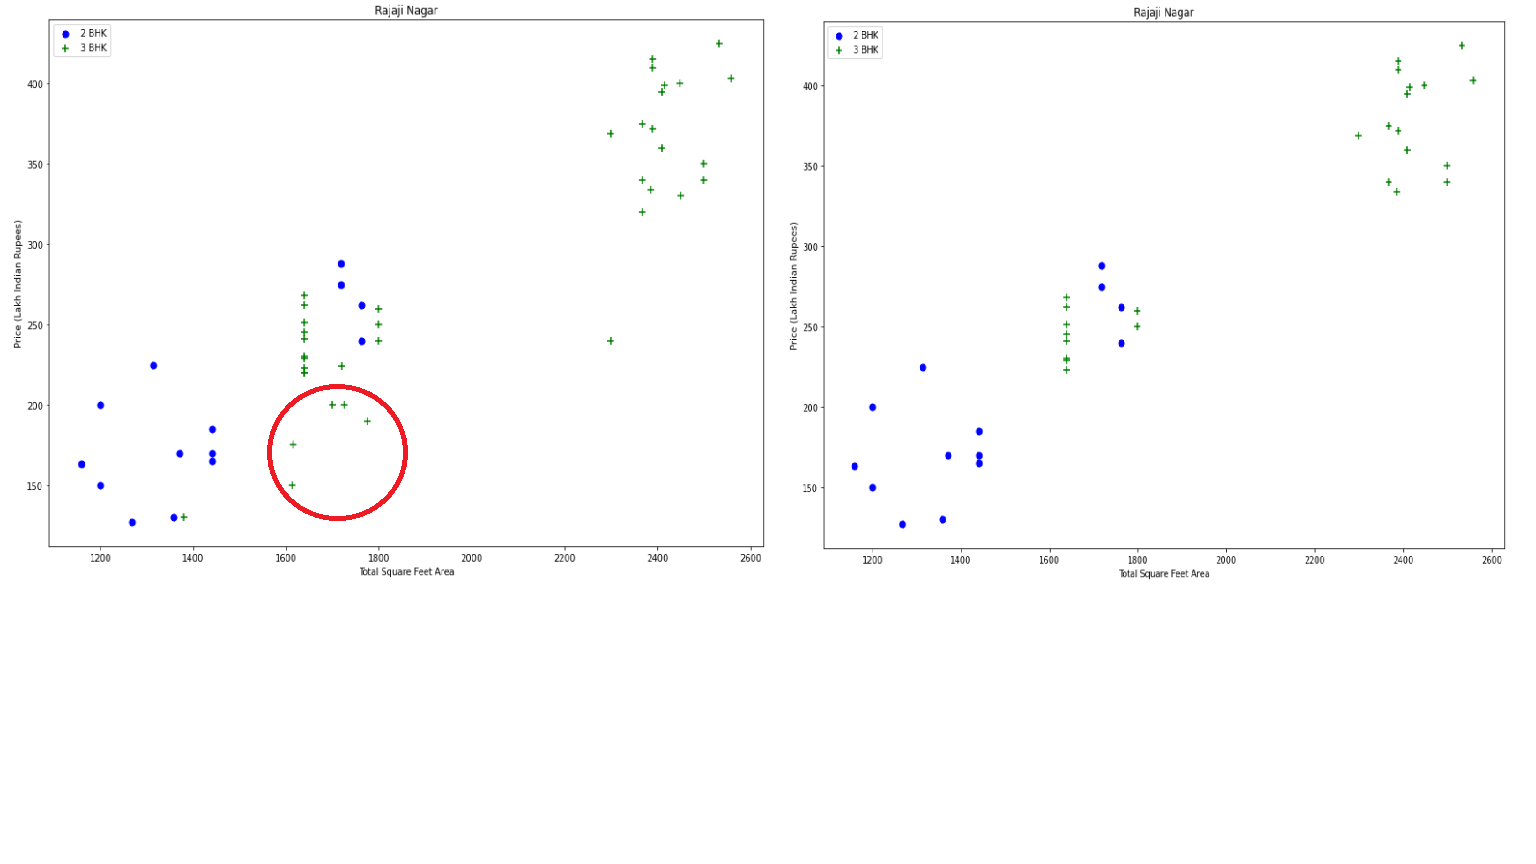 Rajaji Nagar
2 BHK
3 BHK
400
350
300
250
200
150
Price (Lakh Indian Rupees)
1200 1400 1600 1800 2000 2200 2400 2600
Total Square Feet Area
Rajaji Nagar
2 BHK
3 BHK
400
350
300
250
200
150
Price (Lakh Indian Rupees)
1200 1400 1600 1800 2000 2200 2400 2600
Total Square Feet Area